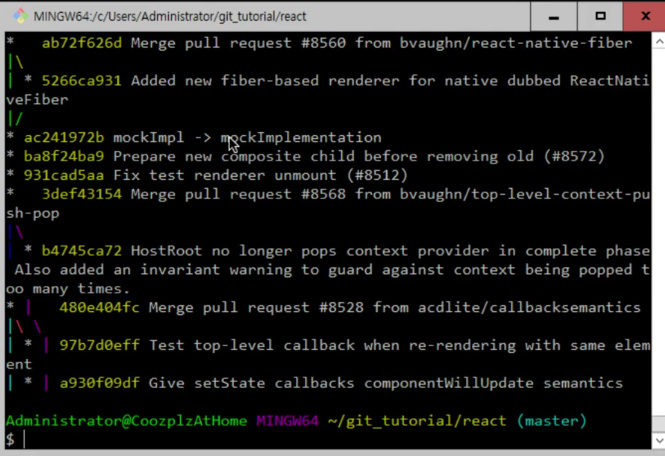 MINGW64:/c/Users/Administrator/git_tutorial/react
*   ab72f626d Merge pull request #8560 from bvaughn/react-native-fiber
|\
| * 5266ca931 Added new fiber-based renderer for native dubbed ReactNati
veFiber
|/
* ac241972b mockImpl -> mockImplementation
* ba8f24ba9 Prepare new composite child before removing old (#8572)
* 931cad5aa Fix test renderer unmount (#8512)
*   3def43154 Merge pull request #8568 from bvaughn/top-level-context-pu
sh-pop
|\
| * b4745ca72 HostRoot no longer pops context provider in complete phase
 Also added an invariant warning to guard against context being popped t
oo many times.
* |   480e404fc Merge pull request #8528 from acdlite/callbacksemantics
|\ \
| * | 97b7d0eff Test top-level callback when re-rendering with same elem
ent
| * | a930f09df Give setState callbacks componentWillUpdate semantics
Administrator@CoozplzAtHome MINGW64 ~/git_tutorial/react (master)
$